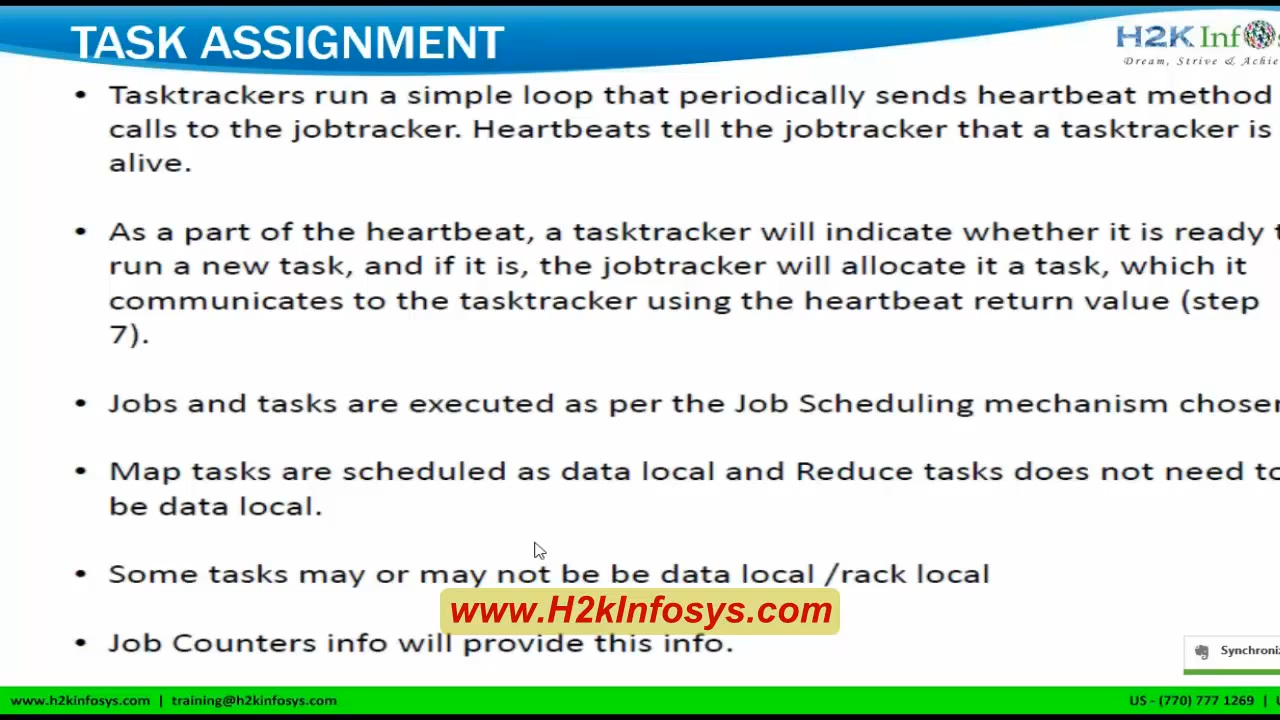 TASK ASSIGNMENT
H2K Infos
Dream, Strive & Achie
• Tasktrackers run a simple loop that periodically sends heartbeat method
calls to the jobtracker. Heartbeats tell the jobtracker that a tasktracker is
alive.
• As a part of the heartbeat, a tasktracker will indicate whether it is ready t
run a new task, and if it is, the jobtracker will allocate it a task, which it
communicates to the tasktracker using the heartbeat return value (step
7).
• Jobs and tasks are executed as per the Job Scheduling mechanism chosen
• Map tasks are scheduled as data local and Reduce tasks does not need to
be data local.
• Some tasks may or may not be be data local /rack local
www.H2kInfosys.com
• Job Counters info will provide this info.
Synchroni
www.h2kinfosys.com | training@h2kinfosys.com
US - (770) 777 1269 |